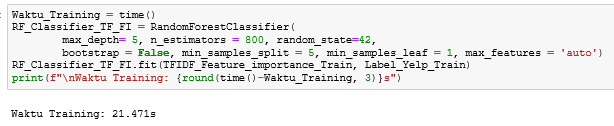 Waktu_Training = time()
RF_Classifier_TF_FI = RandomForestClassifier(
max_depth= 5, n_estimators = 800, random_state=42,
bootstrap = False, min_samples_split = 5, min_samples_leaf = 1, max_features = 'auto')
RF_Classifier_TF_FI.fit(TFIDF_Feature_importance_Train, Label_Yelp_Train)
print(f"\nWaktu Training: {round(time()-Waktu_Training, 3)}s")
Waktu Training: 21.471s